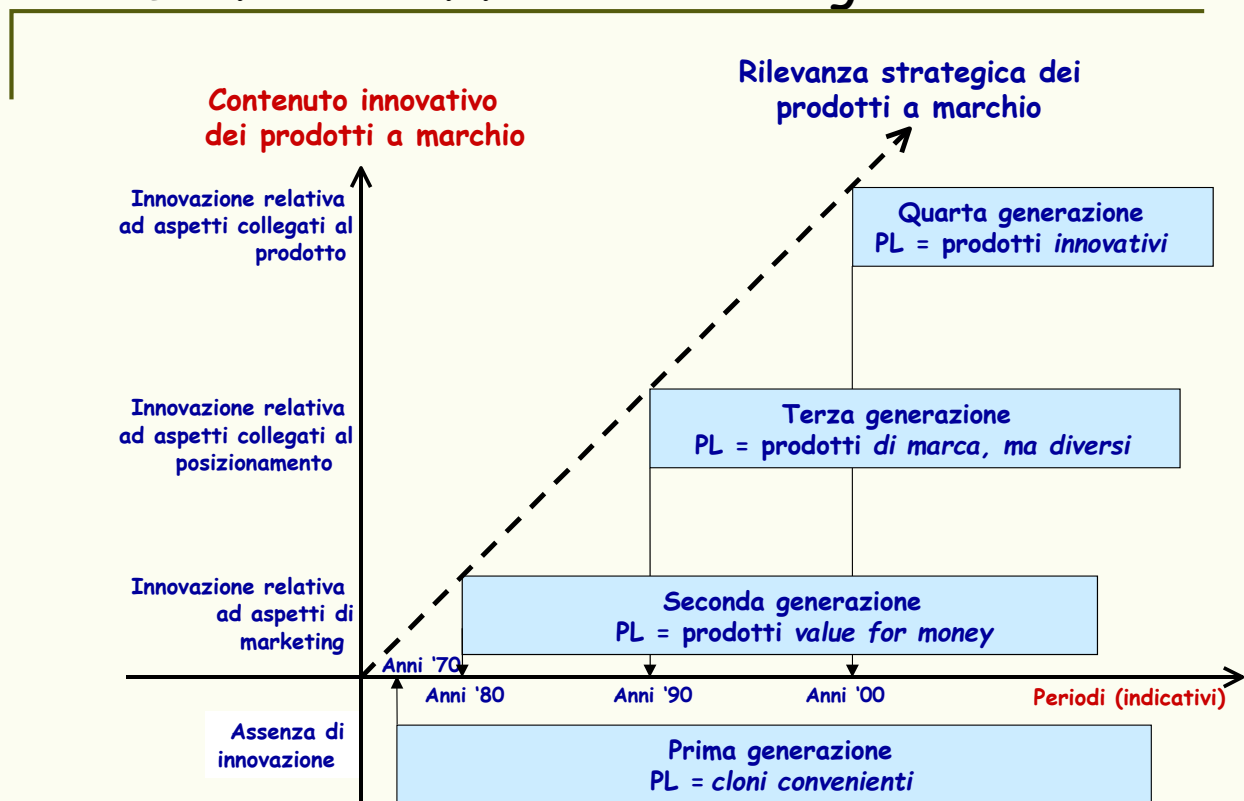 Rilevanza strategica dei
prodotti a marchio
Contenuto innovativo
dei prodotti a marchio
Innovazione relativa
ad aspetti collegati al
prodotto
Quarta generazione
PL = prodotti innovativi
Innovazione relativa
ad aspetti collegati al
posizionamento
Terza generazione
PL = prodotti di marca, ma diversi
Innovazione relativa
ad aspetti di
marketing
Seconda generazione
PL = prodotti value for money
Anni '70
Anni '80
Anni '90
Anni '00
Periodi (indicativi)
Assenza di
innovazione
Prima generazione
PL = cloni convenienti